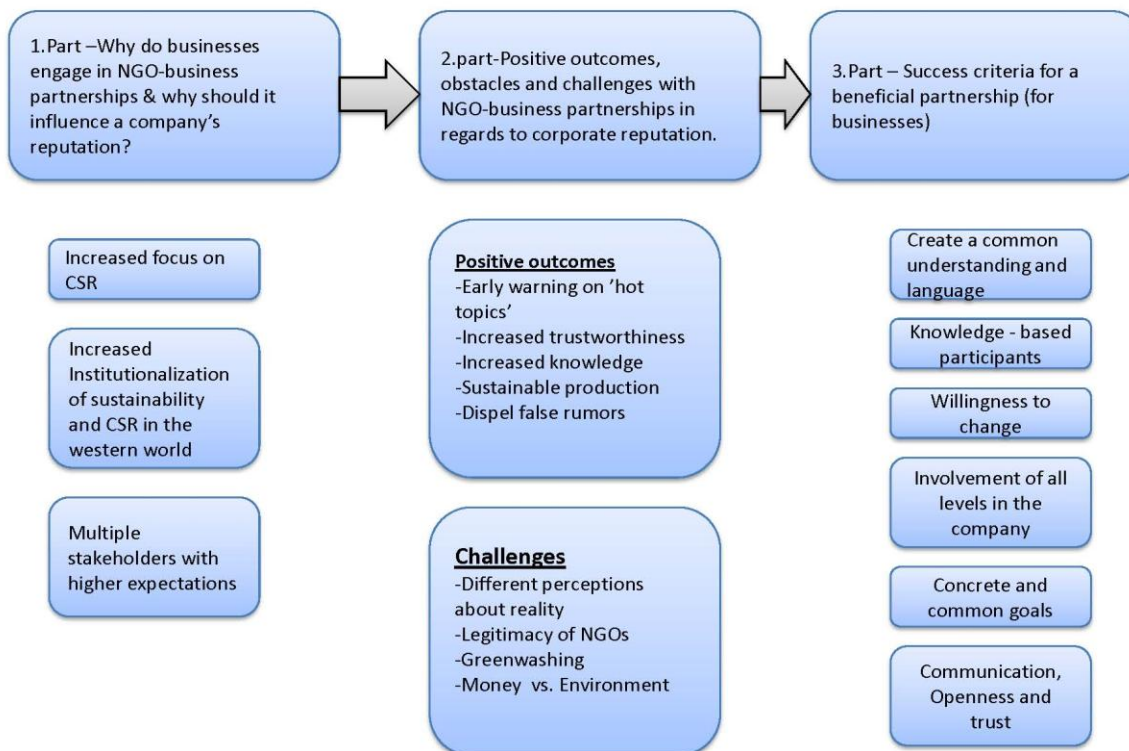 1.Part –Why do businesses
engage in NGO-business
partnerships & why should it
influence a company's
reputation?
2.part-Positive outcomes,
obstacles and challenges with
NGO-business partnerships in
regards to corporate reputation.
3.Part – Success criteria for a
beneficial partnership (for
businesses)
Increased focus on
CSR
Increased
Institutionalization
of sustainability
and CSR in the
western world
Multiple
stakeholders with
higher expectations
Positive outcomes
-Early warning on ’hot
topics’
-Increased trustworthiness
-Increased knowledge
-Sustainable production
-Dispel false rumors
Challenges
-Different perceptions
about reality
-Legitimacy of NGOs
-Greenwashing
-Money vs. Environment
Create a common
understanding and
language
Knowledge - based
participants
Willingness to
change
Involvement of all
levels in the
company
Concrete and
common goals
Communication,
Openness and
trust